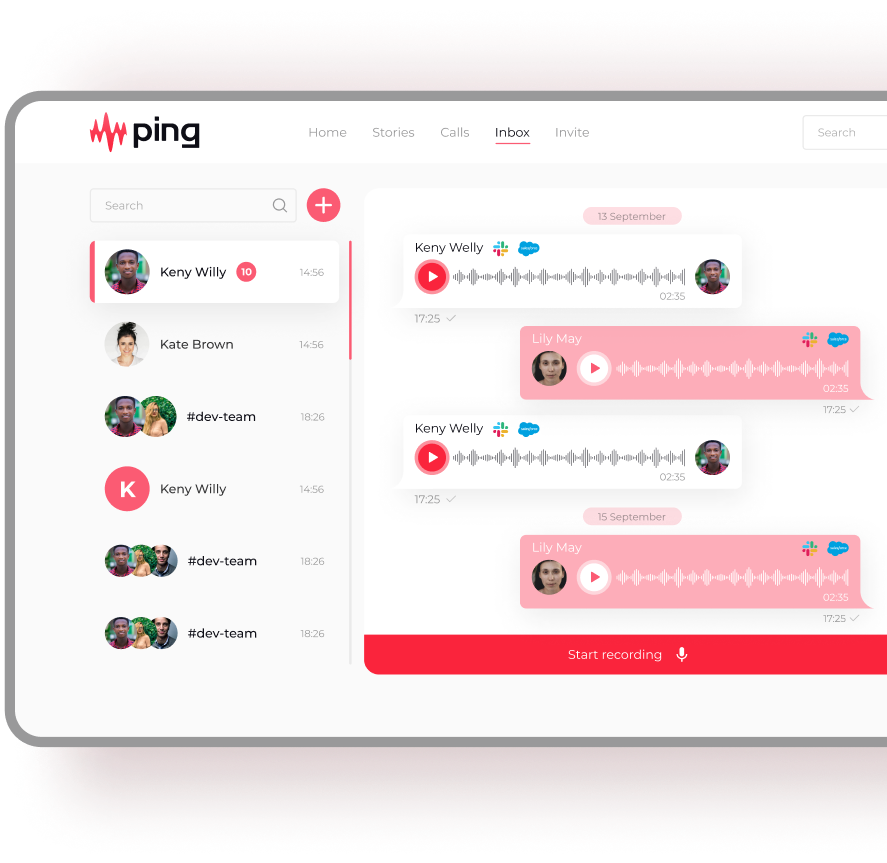 ping
Home Stories Calls Inbox Invite
Search
Search
Keny Willy 10 14:56
Kate Brown 14:56
#dev-team 18:26
K Keny Willy 14:56
#dev-team 18:26
#dev-team 18:26
13 September
Keny Welly salesforce
02:35
17:25
Lily May salesforce
02:35
17:25
Keny Welly salesforce
02:35
17:25
15 September
Lily May salesforce
02:35
17:25
Start recording